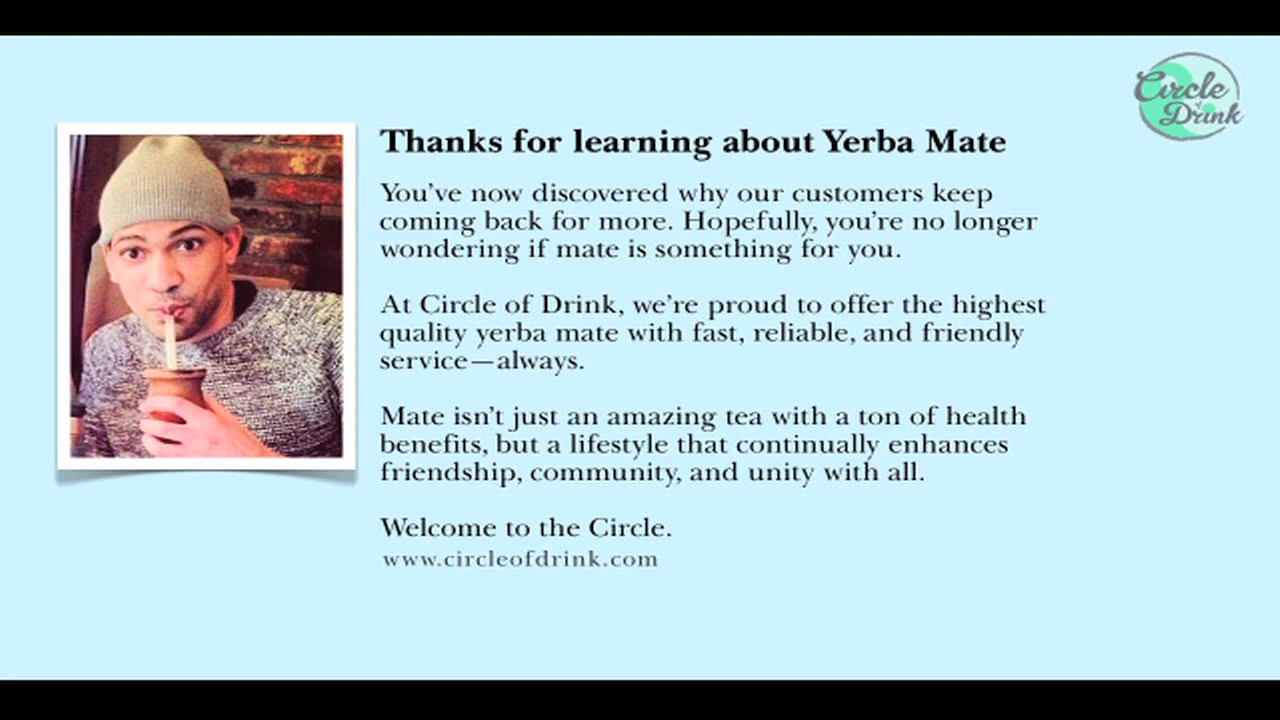 Circle
of
Drink
Thanks for learning about Yerba Mate
You've now discovered why our customers keep
coming back for more. Hopefully, you're no longer
wondering if mate is something for you.
At Circle of Drink, we're proud to offer the highest
quality yerba mate with fast, reliable, and friendly
service—always.
Mate isn't just an amazing tea with a ton of health
benefits, but a lifestyle that continually enhances
friendship, community, and unity with all.
Welcome to the Circle.
www.circleofdrink.com